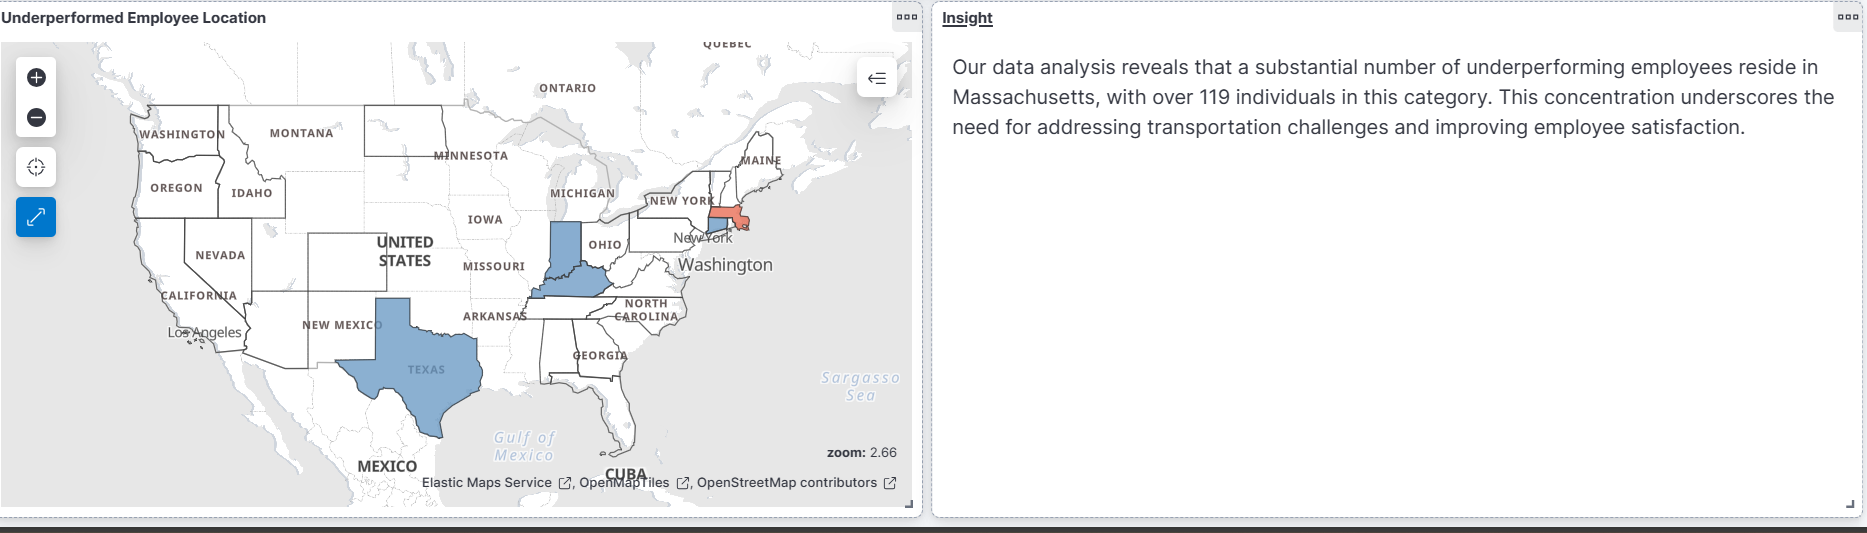 Underperformed Employee Location
QUEBEC
ONTARIO
WASHINGTON
MONTANA
MINNESOTA
MAINE
OREGON
IDAHO
MICHIGAN
NEW YORK
IOWA
New York
UNITED
STATES
OHIO
NEVADA
MISSOURI
Washington
CALIFORNIA
NORTH
CAROLINA
ARKANSAS
NEW MEXICO
Los Angeles
GEORGIA
TEXAS
Sargasso
Sea
Gulf of
Mexico
zoom: 2.66
MEXICO
CUBA
Elastic Maps Service , OpenMapTiles , OpenStreetMap contributors
Insight
Our data analysis reveals that a substantial number of underperforming employees reside in
Massachusetts, with over 119 individuals in this category. This concentration underscores the
need for addressing transportation challenges and improving employee satisfaction.